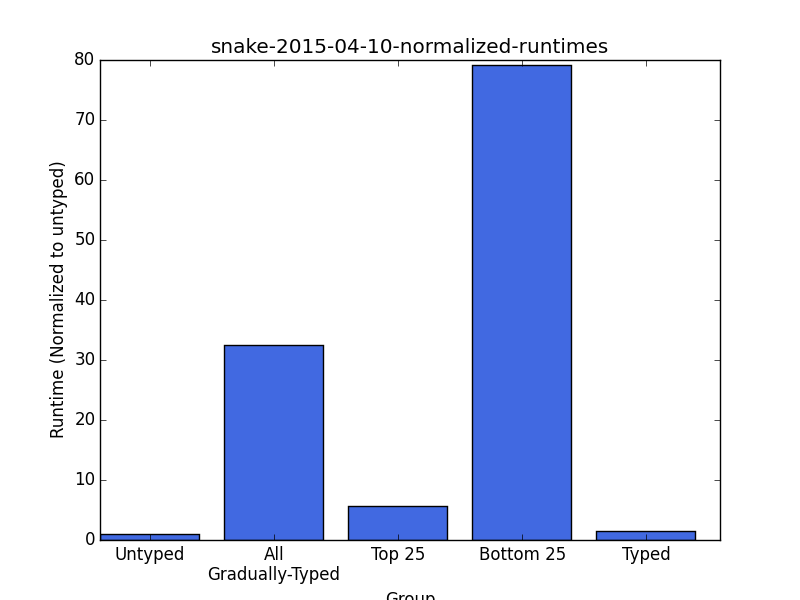 snake-2015-04-10-normalized-runtimes
80
70
60
50
40
30
20
10
0
Runtime (Normalized to untyped)
Untyped
All
Gradually-Typed
Top 25
Bottom 25
Typed
Group